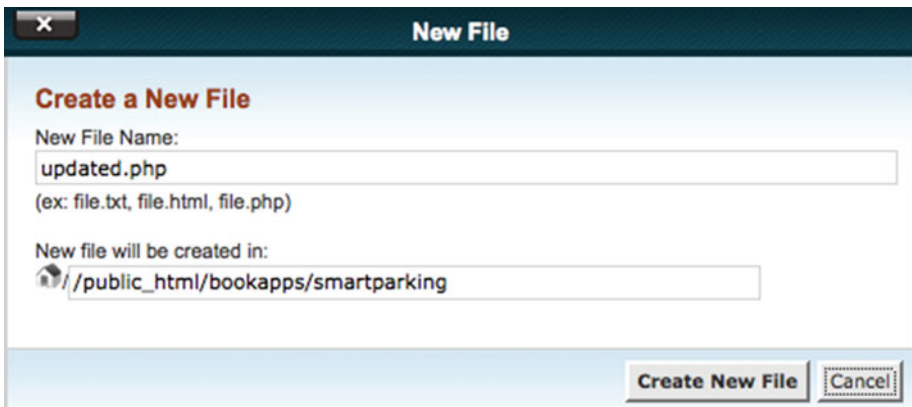 New File
Create a New File
New File Name:
updated.php
(ex: file.txt, file.html, file.php)
New file will be created in:
//public_html/bookapps/smartparking
Create New File Cancel